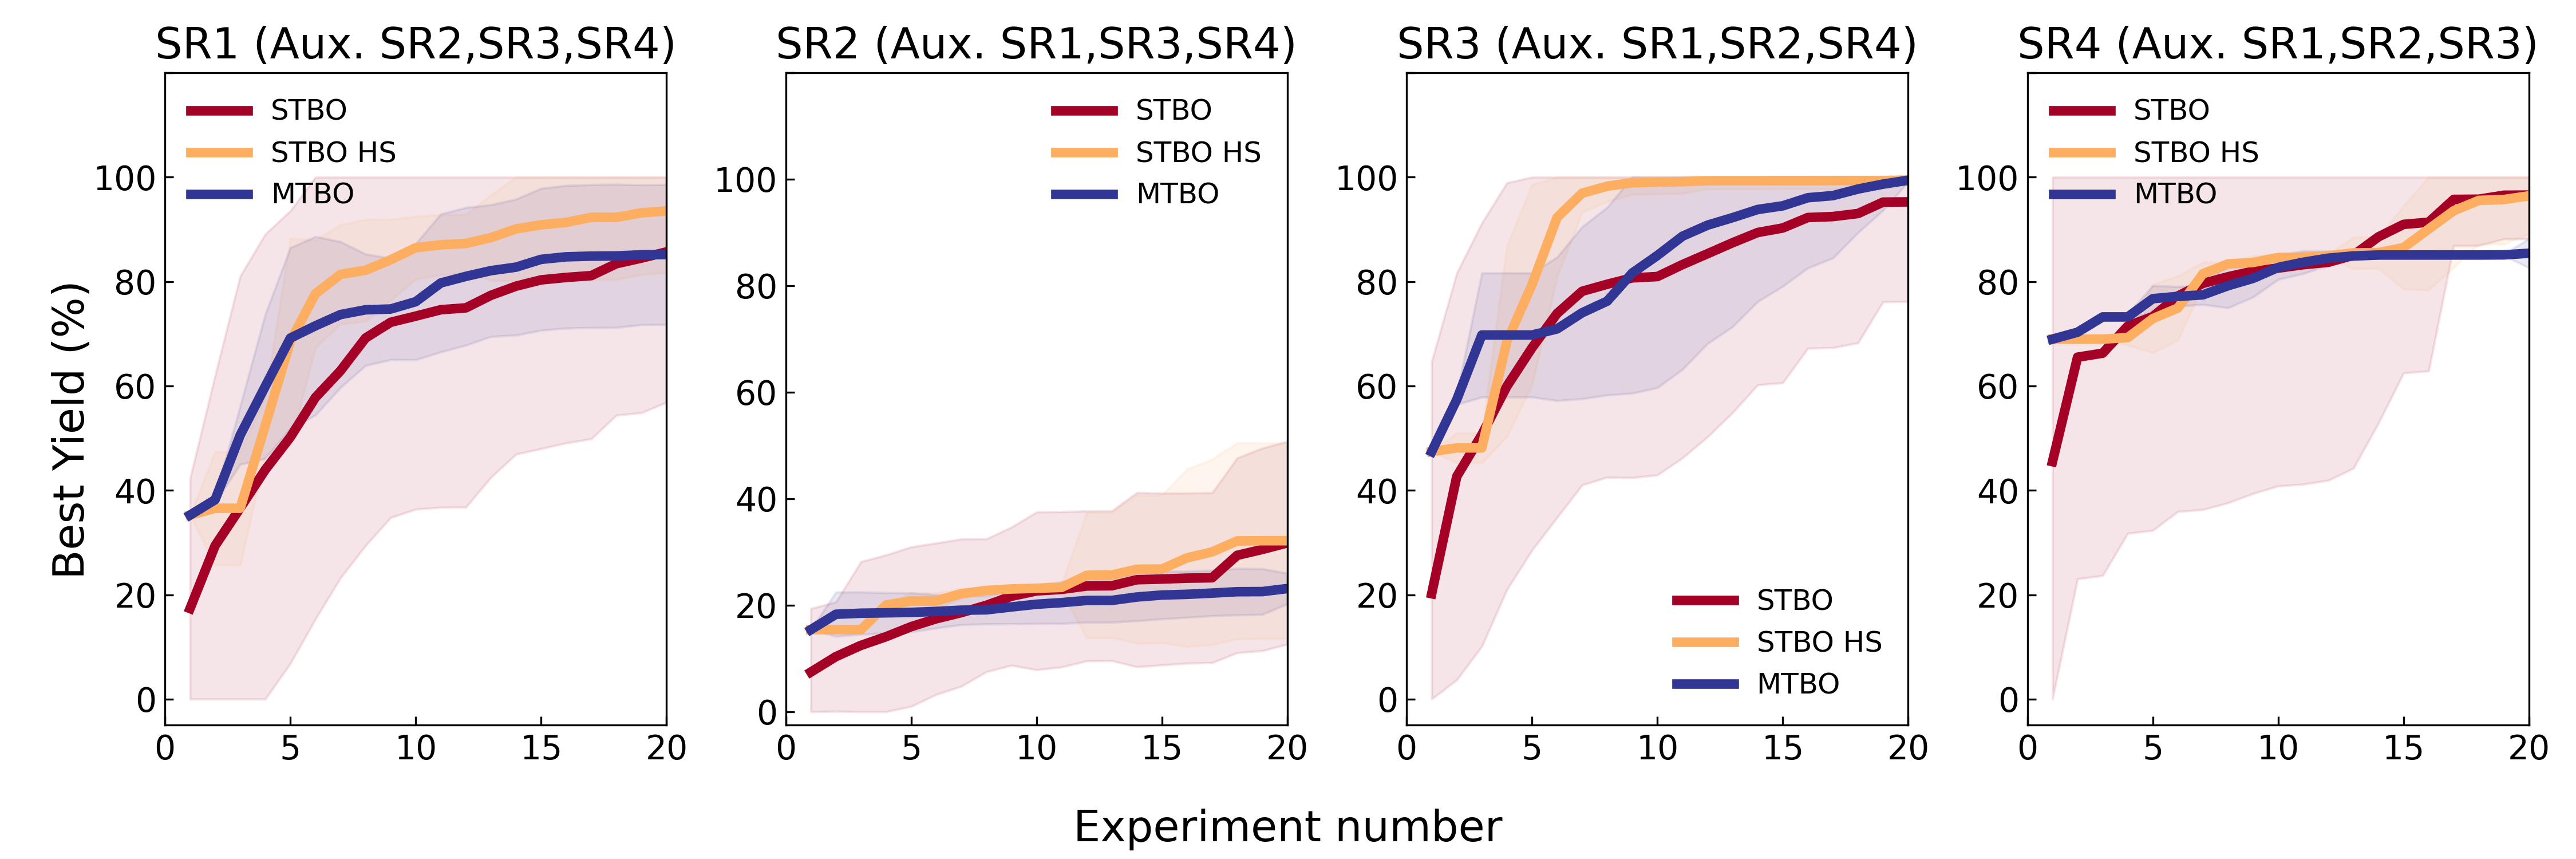 SR1 (Aux. SR2,SR3,SR4)
STBO
STBO HS
MTBO
100
80
60
40
20
0
0 5 10 15 20
SR2 (Aux. SR1,SR3,SR4)
STBO
STBO HS
MTBO
100
80
60
40
20
0
0 5 10 15 20
SR3 (Aux. SR1,SR2,SR4)
100
80
60
40
20
0
STBO
STBO HS
MTBO
0 5 10 15 20
SR4 (Aux. SR1,SR2,SR3)
STBO
STBO HS
MTBO
100
80
60
40
20
0
0 5 10 15 20
Best Yield (%)
Experiment number